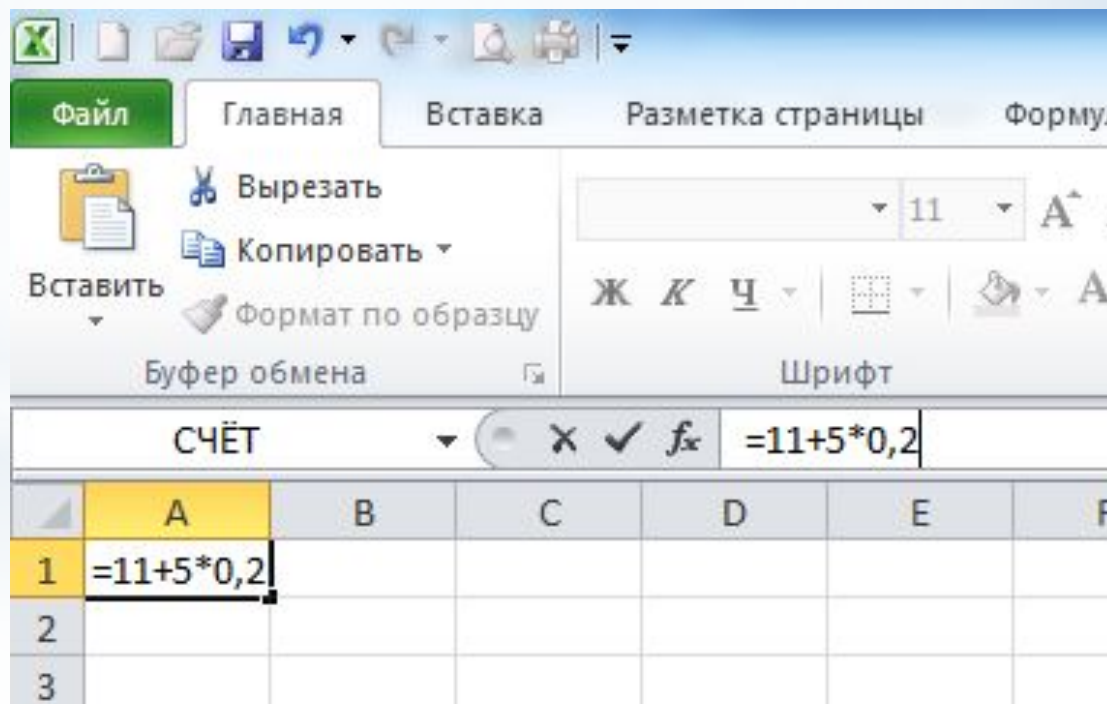 Файл Главная Вставка Разметка страницы
Вставить
Вырезать
Копировать
Формат по образцу
11 A A
Ж К Ч
Буфер обмена Шрифт
СЧЁТ fx =11+5*0,2
A B C D E F
1 =11+5*0,2
2
3